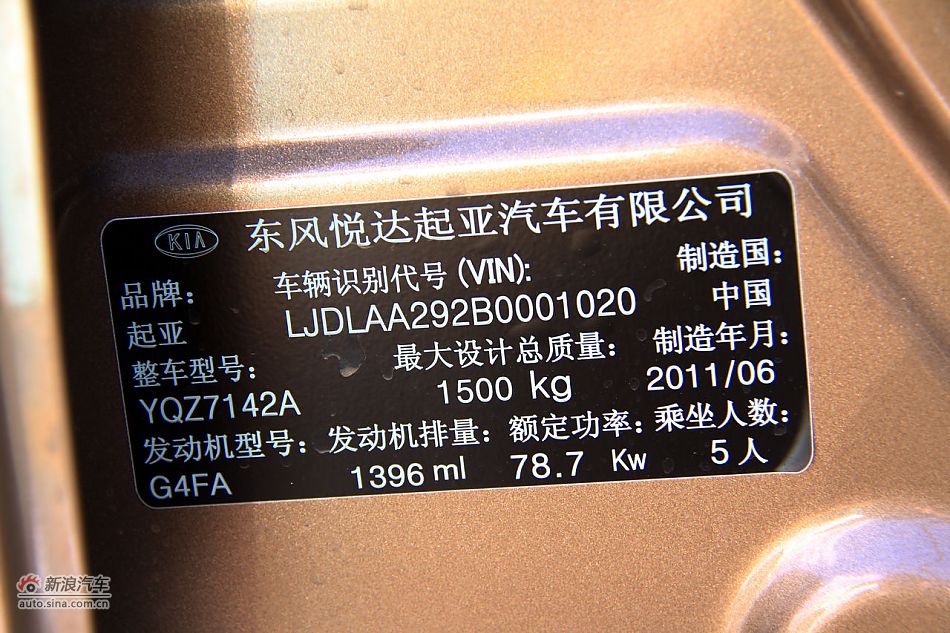 KIA 东风悦达起亚汽车有限公司
品牌： 车辆识别代号 (VIN): 制造国：
起亚 LJDLAA292B0001020 中国
整车型号： 最大设计总质量： 制造年月：
YQZ7142A 1500 kg 2011/06
发动机型号： 发动机排量： 额定功率： 乘坐人数：
G4FA 1396 ml 78.7 Kw 5人
新浪汽车
auto.sina.com.cn